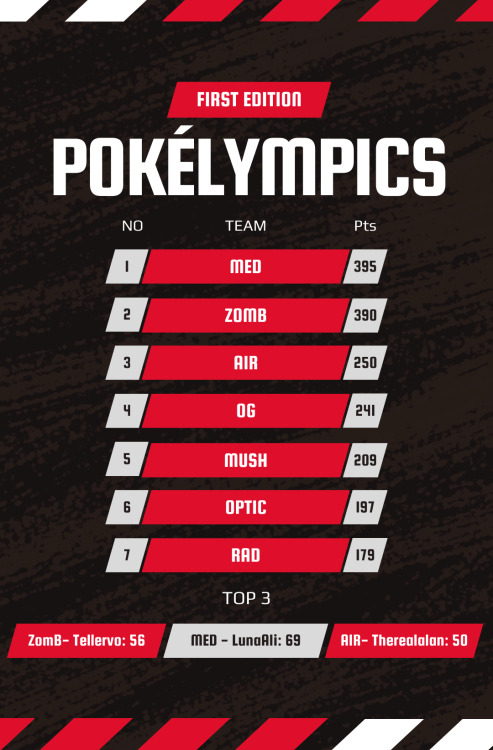 FIRST EDITION
POKÉLYMPICS
NO TEAM Pts
1 MED 395
2 ZOMB 390
3 AIR 250
4 OG 241
5 MUSH 209
6 OPTIC 197
7 RAD 179
TOP 3
ZomB- Tellervo: 56 MED - LunaAli: 69 AIR- Therealalan: 50